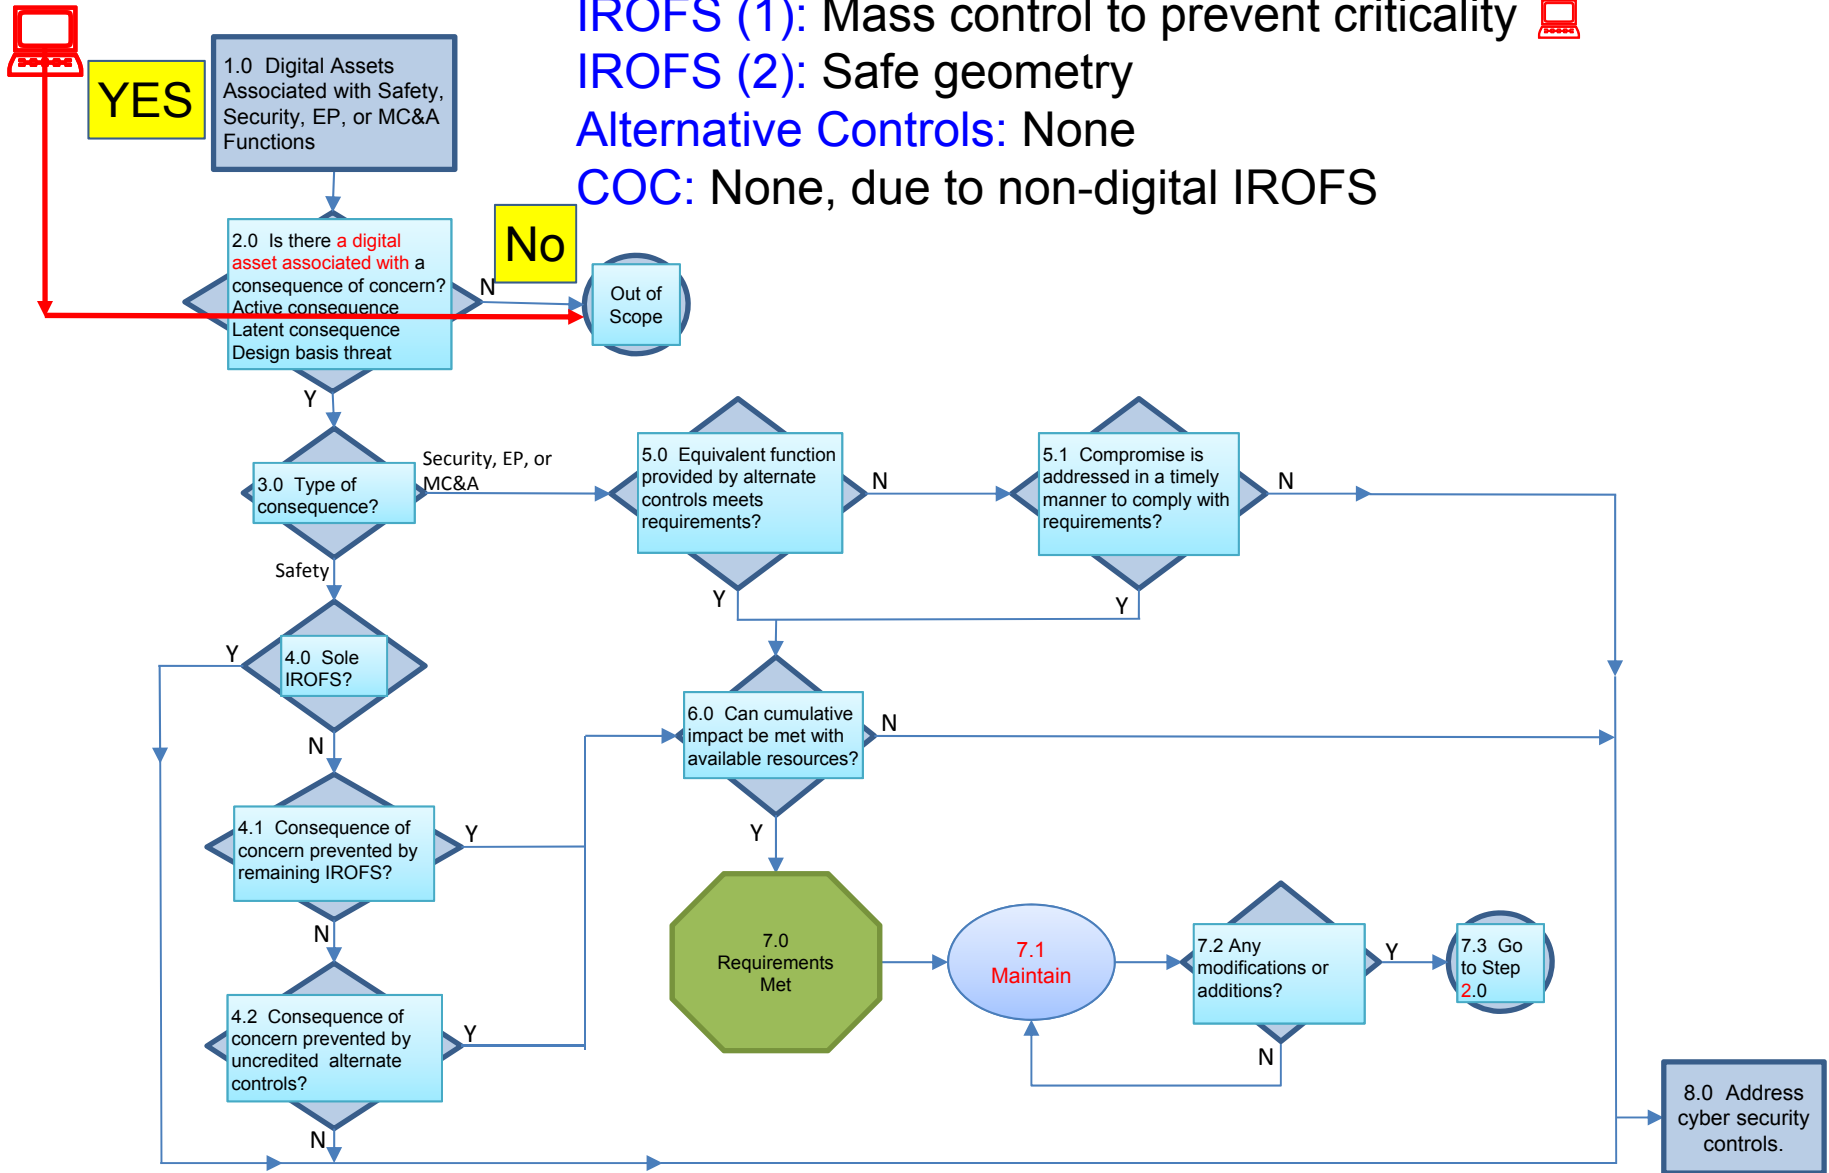 IROFS (1): Mass control to prevent criticality
IROFS (2): Safe geometry
Alternative Controls: None
COC: None, due to non-digital IROFS
YES
1.0 Digital Assets
Associated with Safety,
Security, EP, or MC&A
Functions
No
2.0 Is there a digital
asset associated with a
consequence of concern?
Active consequence
Latent consequence
Design basis threat
N
Out of
Scope
Y
3.0 Type of
consequence?
Security, EP, or
MC&A
5.0 Equivalent function
provided by alternate
controls meets
requirements?
N
5.1 Compromise is
addressed in a timely
manner to comply with
requirements?
N
Safety
Y
Y
Y
4.0 Sole
IROFS?
N
6.0 Can cumulative
impact be met with
available resources?
N
4.1 Consequence of
concern prevented by
remaining IROFS?
Y
Y
N
7.0
Requirements
Met
7.1
Maintain
7.2 Any
modifications or
additions?
Y
7.3 Go
to Step
2.0
N
4.2 Consequence of
concern prevented by
uncredited alternate
controls?
Y
N
8.0 Address
cyber security
controls.